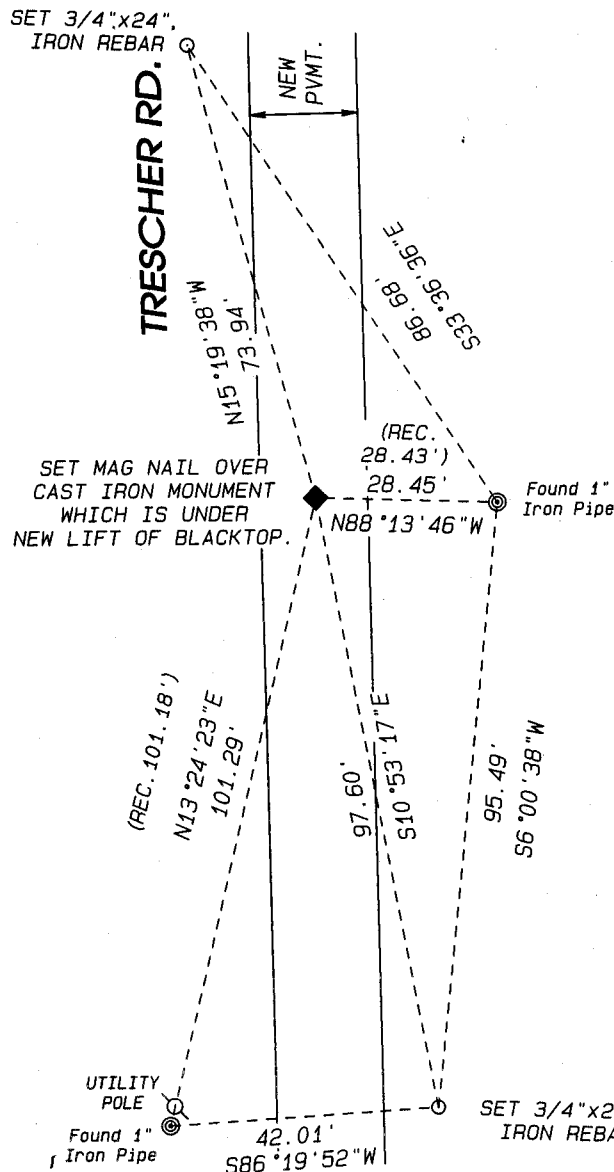 SET 3/4"x24",
IRON REBAR
TRESCHER RD.
NEW
PVMT.
S33°36'36"E
86.68'
N15°19'38"W
73.94'
(REC.
28.43')
28.45'
N88°13'46"W
SET MAG NAIL OVER
CAST IRON MONUMENT
WHICH IS UNDER
NEW LIFT OF BLACKTOP.
Found 1"
Iron Pipe
(REC.101.18')
N13°24'23"E
101.29'
97.60'
S10°53'17"E
95.49'
S6°00'38"W
UTILITY
POLE
Found 1"
Iron Pipe
42.01'
S86°19'52"W
SET 3/4"x2
IRON REBA